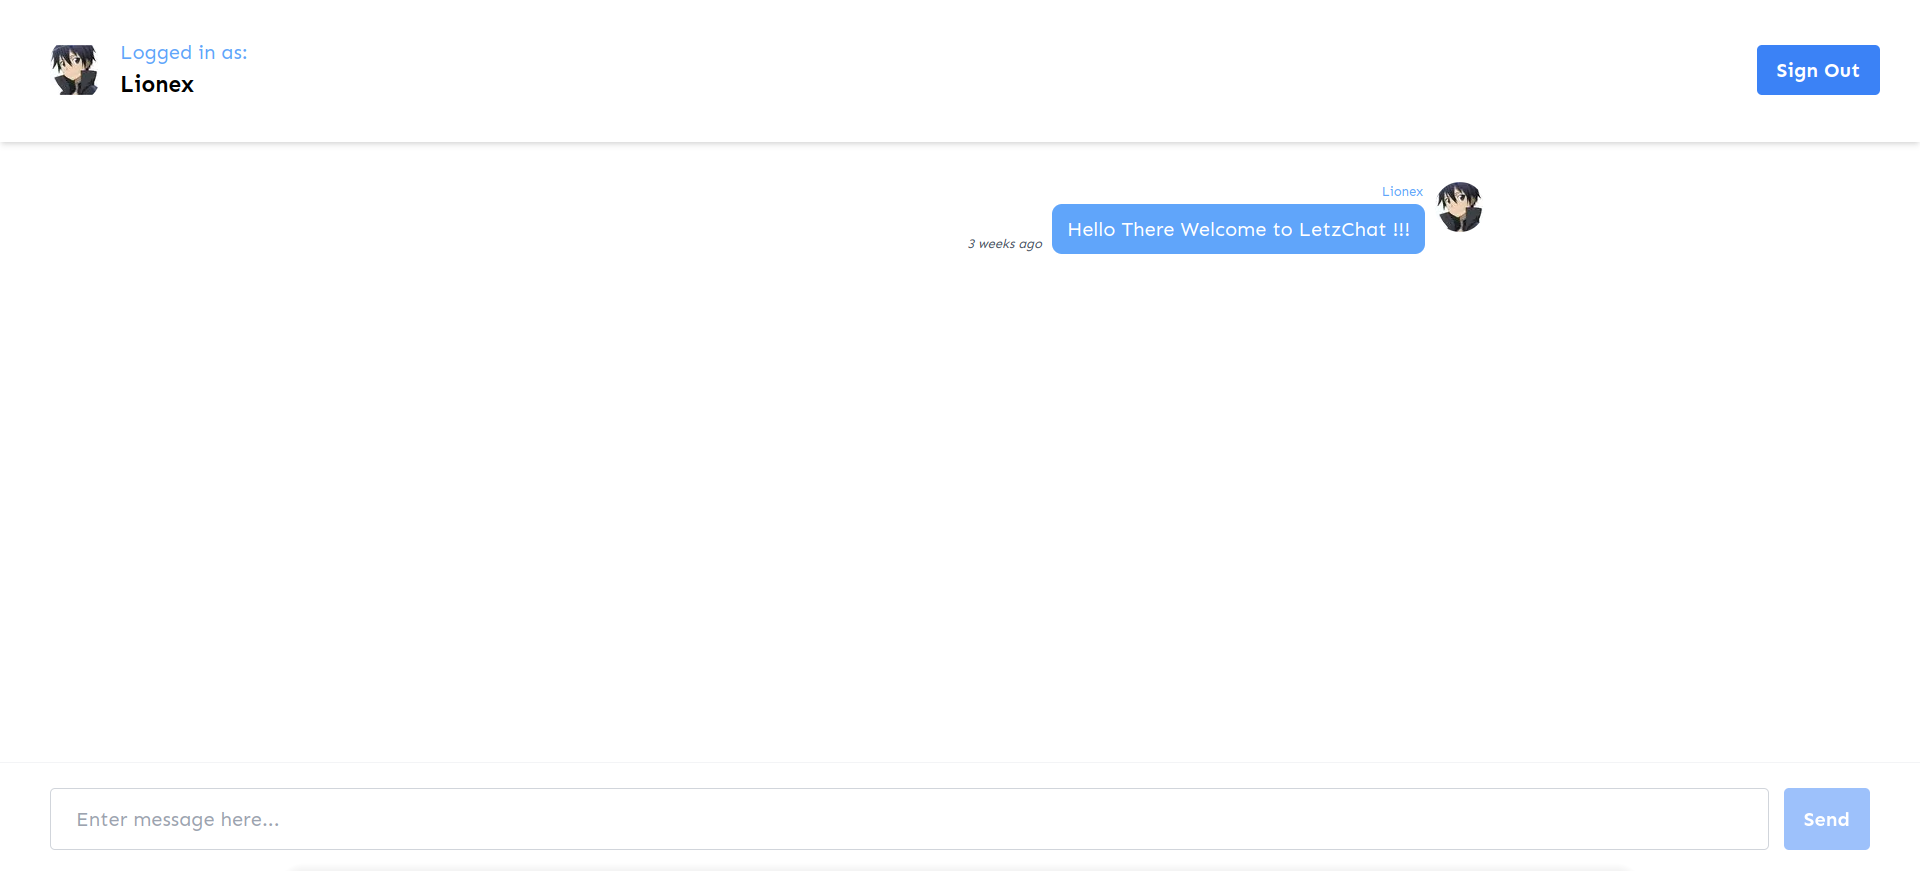 Logged in as:
Lionex
Sign Out
Lionex
3 weeks ago
Hello There Welcome to LetzChat !!!
Enter message here...
Send